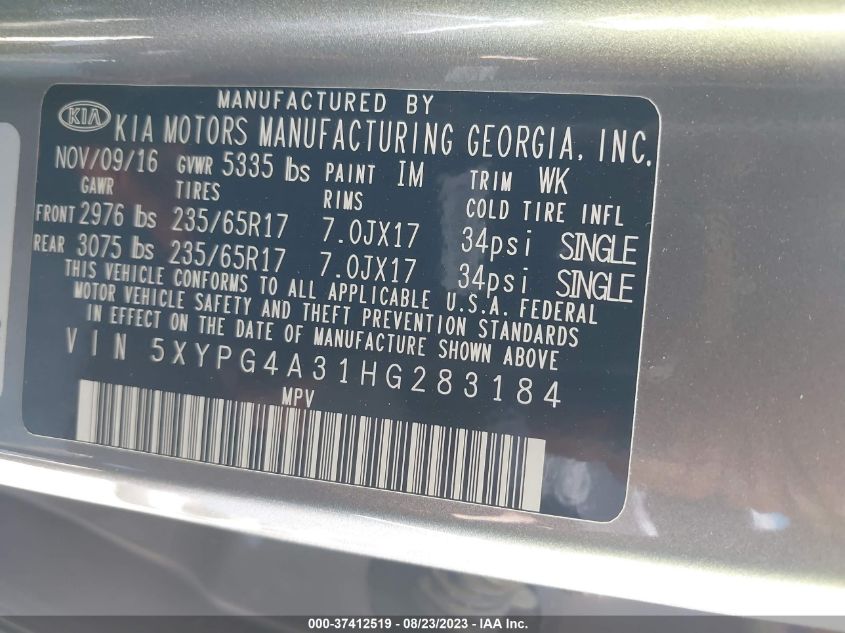 MANUFACTURED BY
KIA KIA MOTORS MANUFACTURING GEORGIA, INC.
NOV/09/16 GVWR 5335 lbs PAINT IM TRIM WK
GAWR TIRES RIMS COLD TIRE INFL
FRONT 2976 lbs 235/65R17 7.0JX17 34psi SINGLE
REAR 3075 lbs 235/65R17 7.0JX17 34psi SINGLE
THIS VEHICLE CONFORMS TO ALL APPLICABLE U.S.A. FEDERAL
MOTOR VEHICLE SAFETY AND THEFT PREVENTION STANDARDS
IN EFFECT ON THE DATE OF MANUFACTURE SHOWN ABOVE
VIN 5XYPG4A31HG283184
MPV
000-37412519 - 08/23/2023 - IAA Inc.